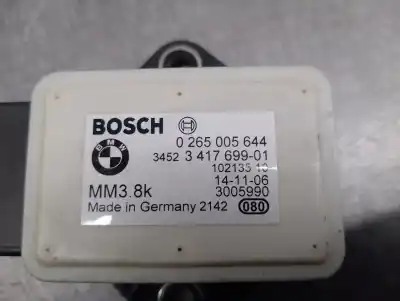 BOSCH
0 265 005 644
BMW
3452 3 417 699-01
102135 10
14-11-06
MM3.8k
3005990
Made in Germany 2142 080